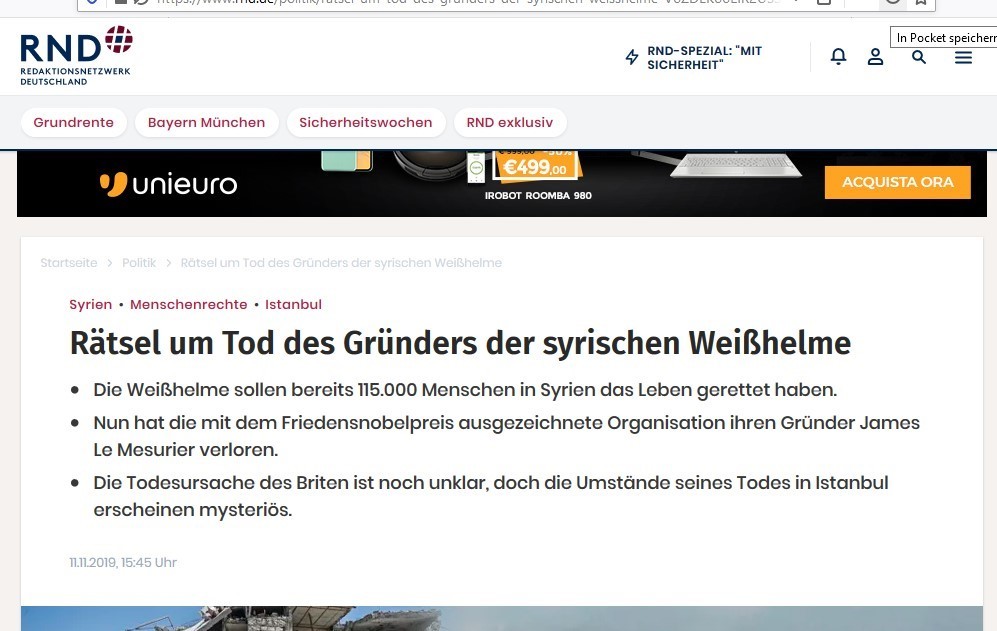 In Pocket speichern
RND
REDAKTIONSNETZWERK
DEUTSCHLAND
RND-SPEZIAL: "MIT
SICHERHEIT"
Grundrente
Bayern München
Sicherheitswochen
RND exklusiv
unieuro
€499,00
IROBOT ROOMBA 980
ACQUISTA ORA
Startseite > Politik > Rätsel um Tod des Gründers der syrischen Weißhelme
Syrien • Menschenrechte • Istanbul
Rätsel um Tod des Gründers der syrischen Weißhelme
• Die Weißhelme sollen bereits 115.000 Menschen in Syrien das Leben gerettet haben.
• Nun hat die mit dem Friedensnobelpreis ausgezeichnete Organisation ihren Gründer James
Le Mesurier verloren.
• Die Todesursache des Briten ist noch unklar, doch die Umstände seines Todes in Istanbul
erscheinen mysteriös.
11.11.2019, 15:45 Uhr